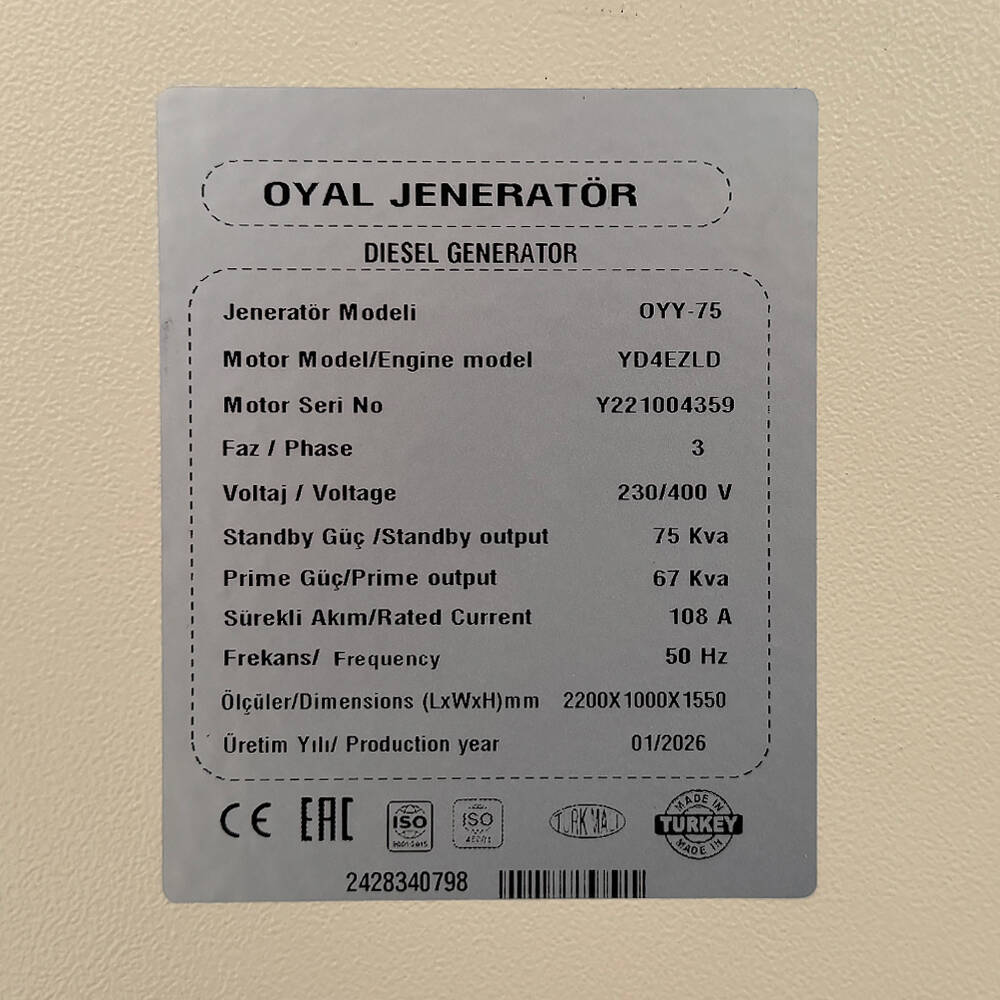 OYAL JENERATÖR
DIESEL GENERATOR
Jeneratör Modeli OYY-75
Motor Model/Engine model YD4EZLD
Motor Seri No Y221004359
Faz / Phase 3
Voltaj / Voltage 230/400 V
Standby Güç /Standby output 75 Kva
Prime Güç/Prime output 67 Kva
Sürekli Akım/Rated Current 108 A
Frekans/ Frequency 50 Hz
Ölçüler/Dimensions (LxWxH)mm 2200X1000X1550
Üretim Yılı/ Production year 01/2026
CE EAC ISO ISO TURK MALI MADE IN TURKEY MADE IN
2428340798